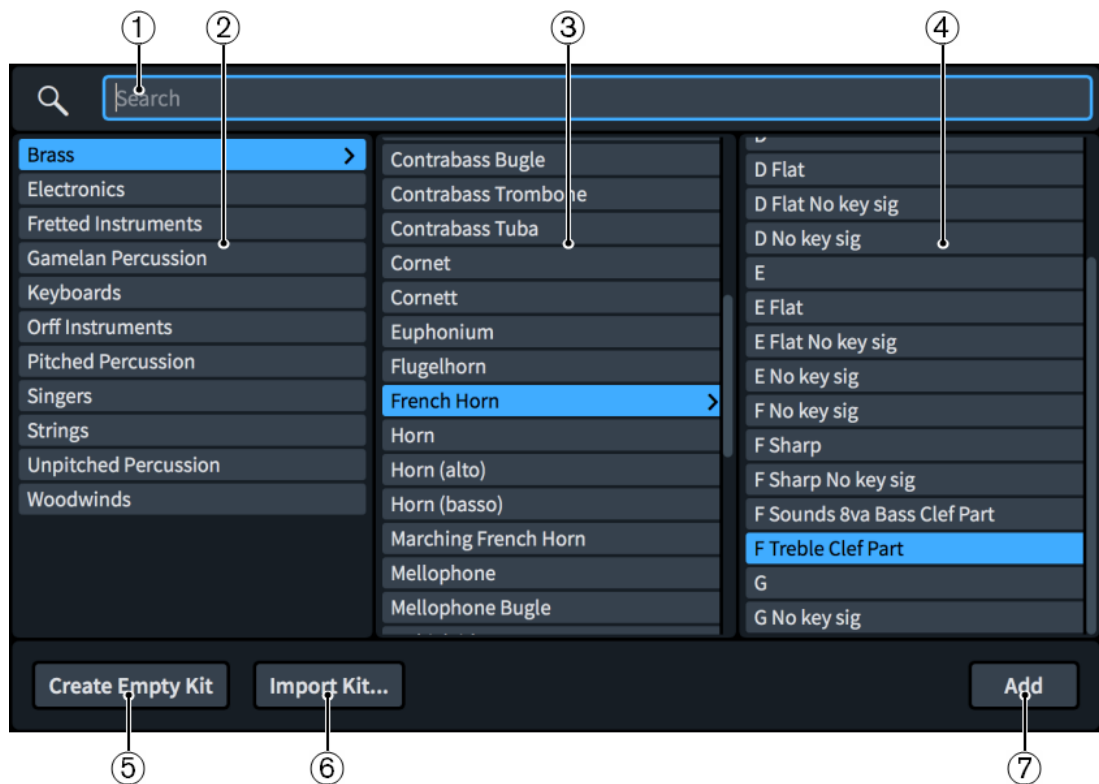 ① ② ③ ④
Search
Brass
Electronics
Fretted Instruments
Gamelan Percussion
Keyboards
Orff Instruments
Pitched Percussion
Singers
Strings
Unpitched Percussion
Woodwinds
Contrabass Bugle
Contrabass Trombone
Contrabass Tuba
Cornet
Cornett
Euphonium
Flugelhorn
French Horn
Horn
Horn (alto)
Horn (basso)
Marching French Horn
Mellophone
Mellophone Bugle
D Flat
D Flat No key sig
D No key sig
E
E Flat
E Flat No key sig
E No key sig
F No key sig
F Sharp
F Sharp No key sig
F Sounds 8va Bass Clef Part
F Treble Clef Part
G
G No key sig
Create Empty Kit
Import Kit...
Add
⑤ ⑥ ⑦